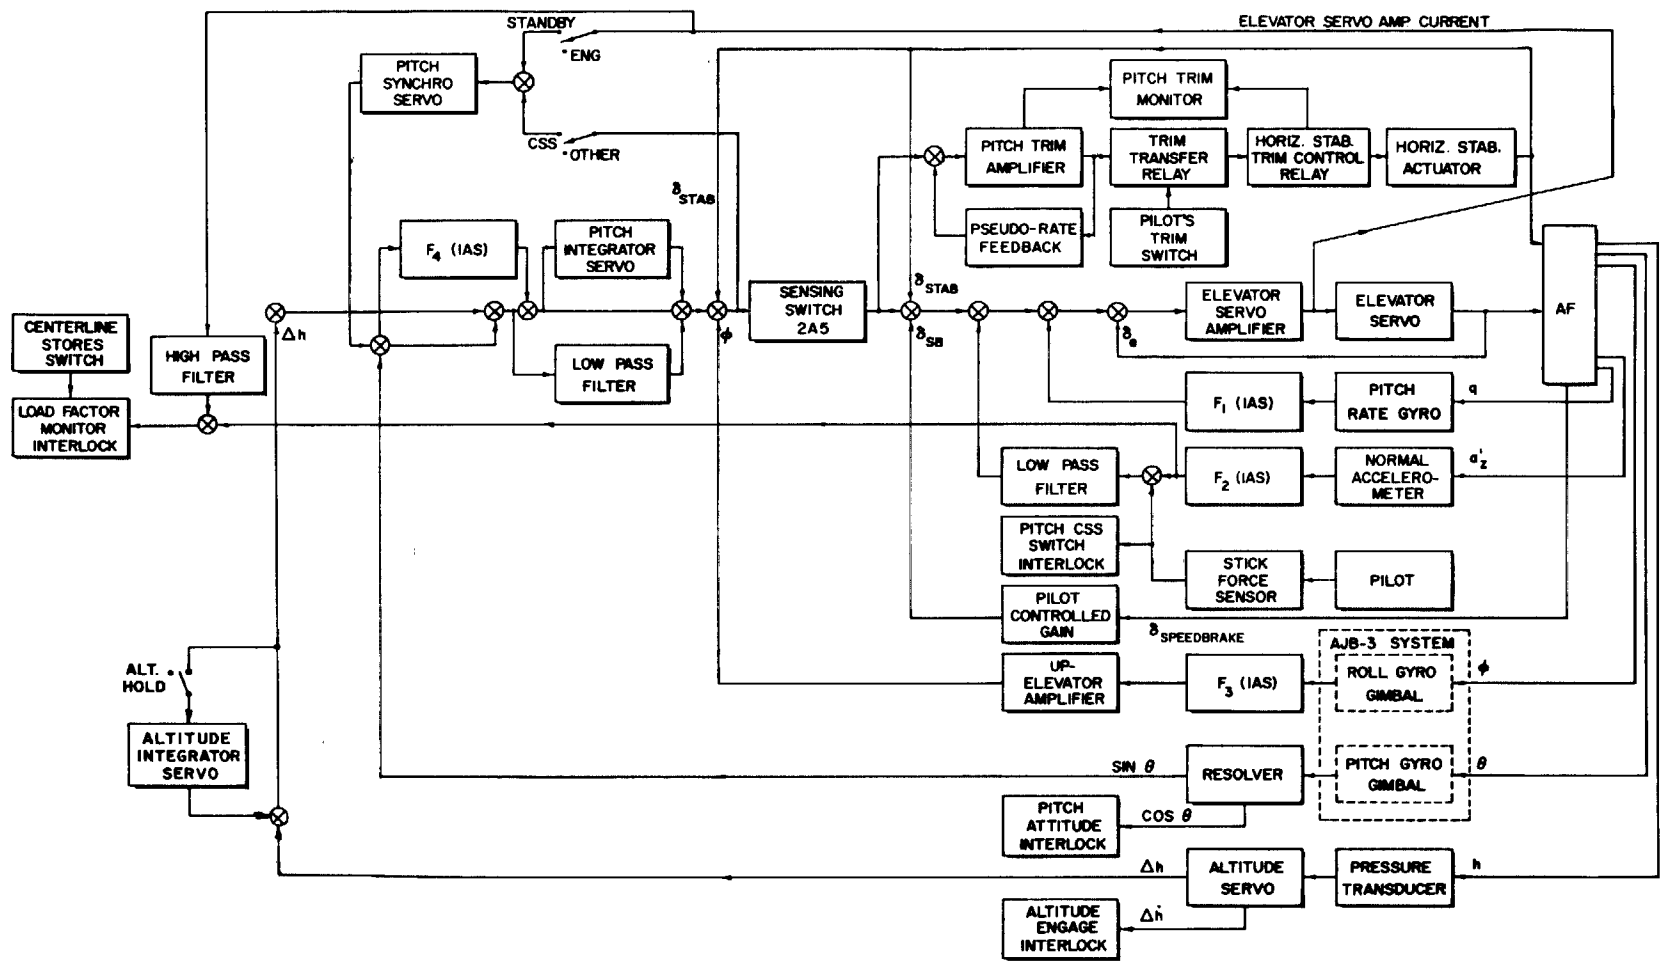 STANDBY
ELEVATOR SERVO AMP CURRENT
° ENG
PITCH
SYNCHRO
SERVO
CSS
° OTHER
PITCH TRIM
MONITOR
PITCH TRIM
AMPLIFIER
TRIM
TRANSFER
RELAY
HORIZ. STAB.
TRIM CONTROL
RELAY
HORIZ. STAB.
ACTUATOR
δSTAB
PSEUDO-RATE
FEEDBACK
PILOT'S
TRIM
SWITCH
F4 (IAS)
PITCH
INTEGRATOR
SERVO
SENSING
SWITCH
2A5
δSTAB
ELEVATOR
SERVO
AMPLIFIER
ELEVATOR
SERVO
AF
CENTERLINE
STORES
SWITCH
Δh
ϕ
δSB
δe
HIGH PASS
FILTER
LOW PASS
FILTER
LOAD FACTOR
MONITOR
INTERLOCK
F1 (IAS)
PITCH
RATE GYRO
q
LOW PASS
FILTER
F2 (IAS)
NORMAL
ACCELERO-
METER
a'z
PITCH CSS
SWITCH
INTERLOCK
STICK
FORCE
SENSOR
PILOT
PILOT
CONTROLLED
GAIN
δSPEEDBRAKE
AJB-3 SYSTEM
ALT.
HOLD
UP-
ELEVATOR
AMPLIFIER
F3 (IAS)
ROLL GYRO
GIMBAL
ϕ
ALTITUDE
INTEGRATOR
SERVO
SIN θ
RESOLVER
PITCH GYRO
GIMBAL
θ
PITCH
ATTITUDE
INTERLOCK
COS θ
Δh
ALTITUDE
SERVO
PRESSURE
TRANSDUCER
h
ALTITUDE
ENGAGE
INTERLOCK
Δḣ